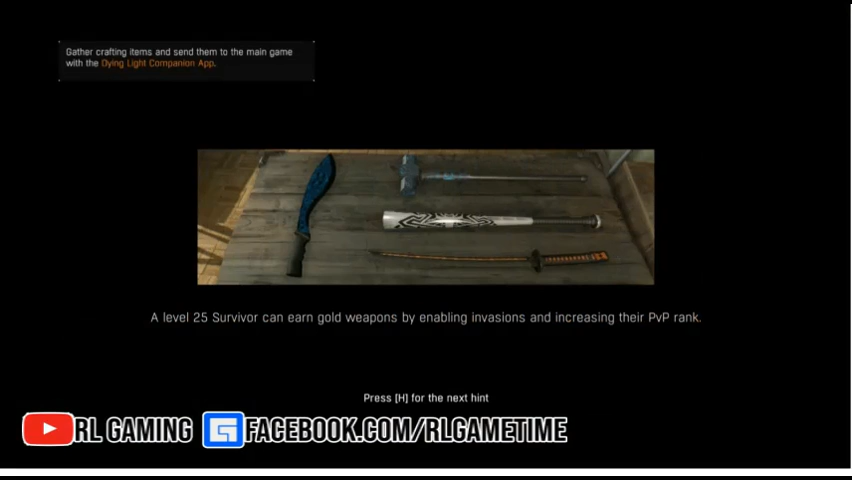 Gather crafting items and send them to the main game
with the Dying Light Companion App.
A level 25 Survivor can earn gold weapons by enabling invasions and increasing their PvP rank.
Press [H] for the next hint
RL GAMING FACEBOOK.COM/RLGAMETIME